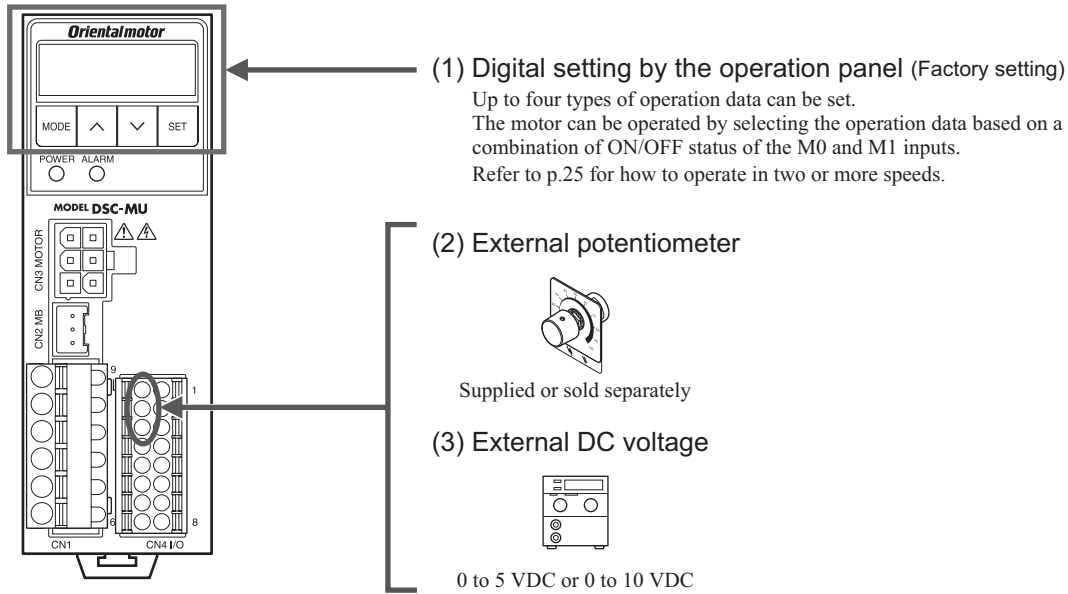 Orientalmotor
MODE SET
POWER ALARM
MODEL DSC-MU
CN3 MOTOR
CN2 MB
9
1
6
8
CN1 CN4 I/O
(1) Digital setting by the operation panel (Factory setting)
Up to four types of operation data can be set.
The motor can be operated by selecting the operation data based on a
combination of ON/OFF status of the M0 and M1 inputs.
Refer to p.25 for how to operate in two or more speeds.
(2) External potentiometer
Supplied or sold separately
(3) External DC voltage
0 to 5 VDC or 0 to 10 VDC